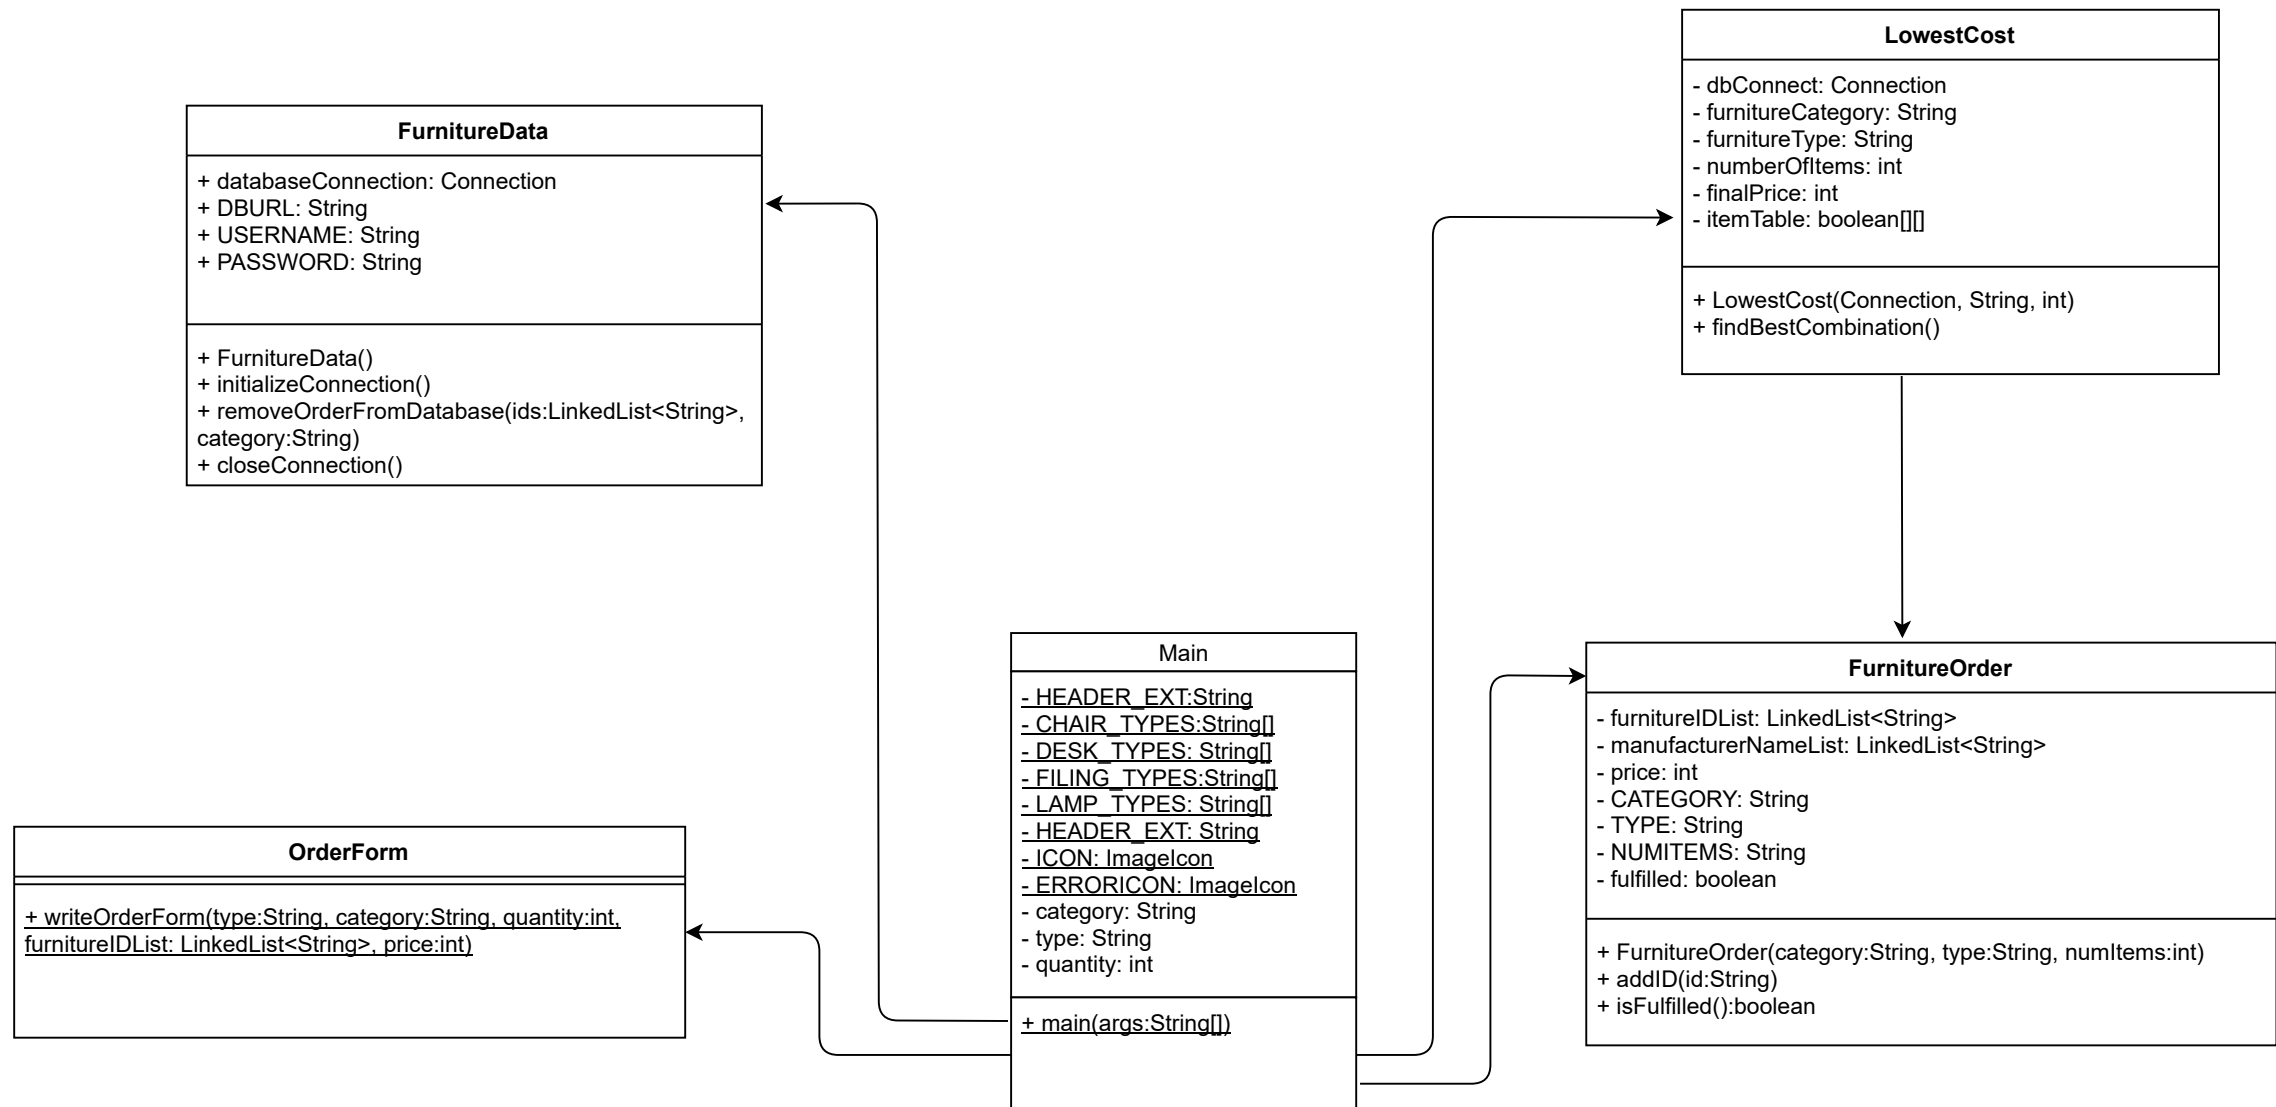 FurnitureData
+ databaseConnection: Connection
+ DBURL: String
+ USERNAME: String
+ PASSWORD: String
+ FurnitureData()
+ initializeConnection()
+ removeOrderFromDatabase(ids:LinkedList<String>,
category:String)
+ closeConnection()
LowestCost
- dbConnect: Connection
- furnitureCategory: String
- furnitureType: String
- numberOfItems: int
- finalPrice: int
- itemTable: boolean[][]
+ LowestCost(Connection, String, int)
+ findBestCombination()
OrderForm
+ writeOrderForm(type:String, category:String, quantity:int,
furnitureIDList: LinkedList<String>, price:int)
Main
- HEADER_EXT:String
- CHAIR_TYPES:String[]
- DESK_TYPES: String[]
- FILING_TYPES:String[]
- LAMP_TYPES: String[]
- HEADER_EXT: String
- ICON: ImageIcon
- ERRORICON: ImageIcon
- category: String
- type: String
- quantity: int
+ main(args:String[])
FurnitureOrder
- furnitureIDList: LinkedList<String>
- manufacturerNameList: LinkedList<String>
- price: int
- CATEGORY: String
- TYPE: String
- NUMITEMS: String
- fulfilled: boolean
+ FurnitureOrder(category:String, type:String, numItems:int)
+ addID(id:String)
+ isFulfilled():boolean